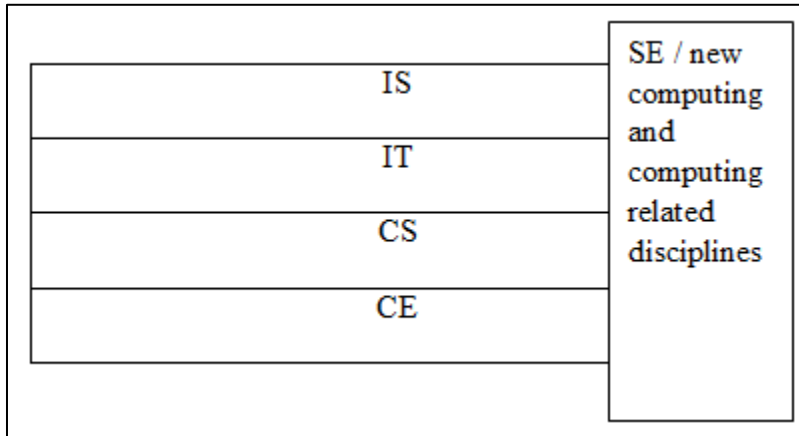 IS
IT
CS
CE
SE / new
computing
and
computing
related
disciplines